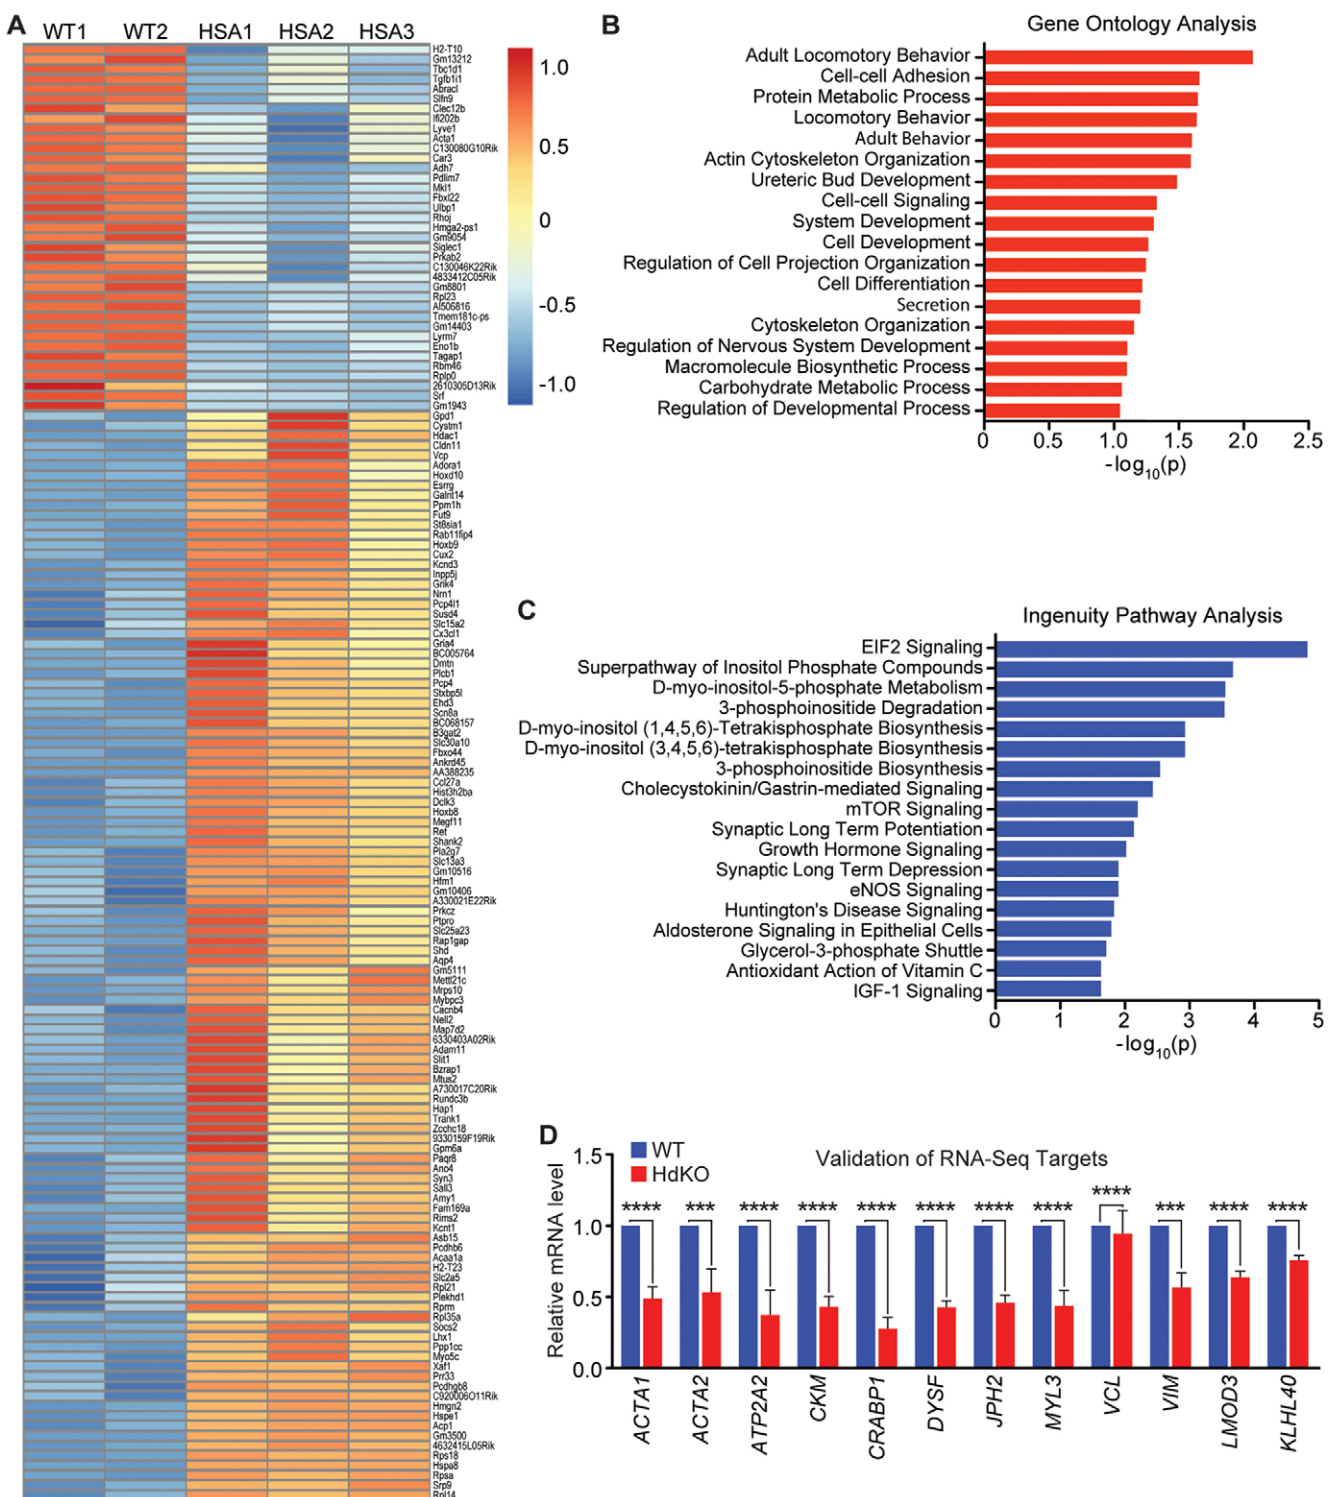 A
WT1 WT2 HSA1 HSA2 HSA3
H2-T10
Gm13212
Tbc1d1
Tgfb1i1
Abracl
Slfn9
Clec12b
Ifi202b
Lyve1
Acta1
C130080G10Rik
Car3
Adh7
Pdlim7
Mkl1
Fbxl22
Ulbp1
Rhoj
Hmga2-ps1
Gm9054
Siglec1
Prkab2
C130046K22Rik
4833412C05Rik
Gm8801
Rpl23
AI506816
Tmem181c-ps
Gm14403
Lyrm7
Eno1b
Tagap1
Rbm46
Rplp0
2610305D13Rik
Srf
Gm1943
Gpd1
Cystm1
Hdac1
Cldn11
Vcp
Adora1
Hoxd10
Esrrg
Galnt14
Ppm1h
Fut9
St8sia1
Rab11fip4
Hoxb9
Cux2
Kcnd3
Inpp5j
Grik4
Nrn1
Pcp4l1
Susd4
Slc15a2
Cx3cl1
Gria4
BC005764
Dmtn
Plcb1
Pcp4
Stxbp5l
Ehd3
Scn8a
BC068157
B3gat2
Slc30a10
Fbxo44
Ankrd45
AA388235
Ccl27a
Hist3h2ba
Dclk3
Hoxb8
Megf11
Ret
Shank2
Pla2g7
Slc13a3
Gm10516
Hfm1
Gm10406
A330021E22Rik
Prkcz
Ptpro
Slc25a23
Rap1gap
Shd
Aqp4
Gm5111
Mettl21c
Mrps10
Mybpc3
Cacnb4
Nell2
Map7d2
6330403A02Rik
Adam11
Slit1
Bzrap1
Mtus2
A730017C20Rik
Rundc3b
Hap1
Trank1
Zcchc18
9330159F19Rik
Gpm6a
Paqr8
Ano4
Syn3
Sall3
Amy1
Fam169a
Rims2
Kcnt1
Asb15
Pcdhb6
Acaa1a
H2-T23
Slc2a5
Rpl21
Plekhd1
Rprm
Rpl35a
Socs2
Lhx1
Ppp1cc
Myo5c
Xaf1
Prr33
Pcdhgb8
C920006O11Rik
Hmgn2
Hspe1
Acp1
Gm3500
4632415L05Rik
Rps18
Hspa8
Rpsa
Srp9
Rpl14
1.0
0.5
0
-0.5
-1.0
B
Gene Ontology Analysis
Adult Locomotory Behavior
Cell-cell Adhesion
Protein Metabolic Process
Locomotory Behavior
Adult Behavior
Actin Cytoskeleton Organization
Ureteric Bud Development
Cell-cell Signaling
System Development
Cell Development
Regulation of Cell Projection Organization
Cell Differentiation
Secretion
Cytoskeleton Organization
Regulation of Nervous System Development
Macromolecule Biosynthetic Process
Carbohydrate Metabolic Process
Regulation of Developmental Process
0 0.5 1.0 1.5 2.0 2.5
-log10(p)
C
Ingenuity Pathway Analysis
EIF2 Signaling
Superpathway of Inositol Phosphate Compounds
D-myo-inositol-5-phosphate Metabolism
3-phosphoinositide Degradation
D-myo-inositol (1,4,5,6)-Tetrakisphosphate Biosynthesis
D-myo-inositol (3,4,5,6)-tetrakisphosphate Biosynthesis
3-phosphoinositide Biosynthesis
Cholecystokinin/Gastrin-mediated Signaling
mTOR Signaling
Synaptic Long Term Potentiation
Growth Hormone Signaling
Synaptic Long Term Depression
eNOS Signaling
Huntington's Disease Signaling
Aldosterone Signaling in Epithelial Cells
Glycerol-3-phosphate Shuttle
Antioxidant Action of Vitamin C
IGF-1 Signaling
0 1 2 3 4 5
-log10(p)
D
WT
HdKO
Validation of RNA-Seq Targets
Relative mRNA level
1.5
1.0
0.5
0.0
**** *** **** **** **** **** **** **** **** *** **** ****
ACTA1 ACTA2 ATP2A2 CKM CRABP1 DYSF JPH2 MYL3 VCL VIM LMOD3 KLHL40